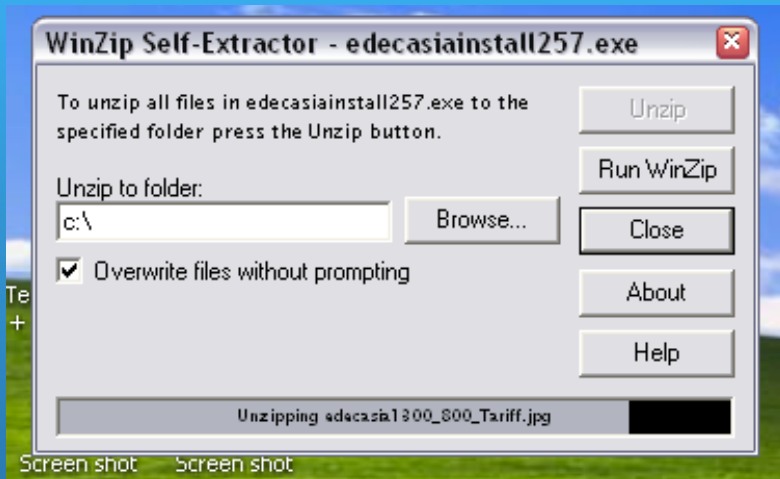 WinZip Self-Extractor - edecasiainstall257.exe
To unzip all files in edecasiainstall257.exe to the
specified folder press the Unzip button.
Unzip
Run WinZip
Unzip to folder:
c:\
Browse...
Close
Overwrite files without prompting
About
Help
Te
+
Unzipping edecasia1300_800_Tariff.jpg
Screen shot
Screen shot